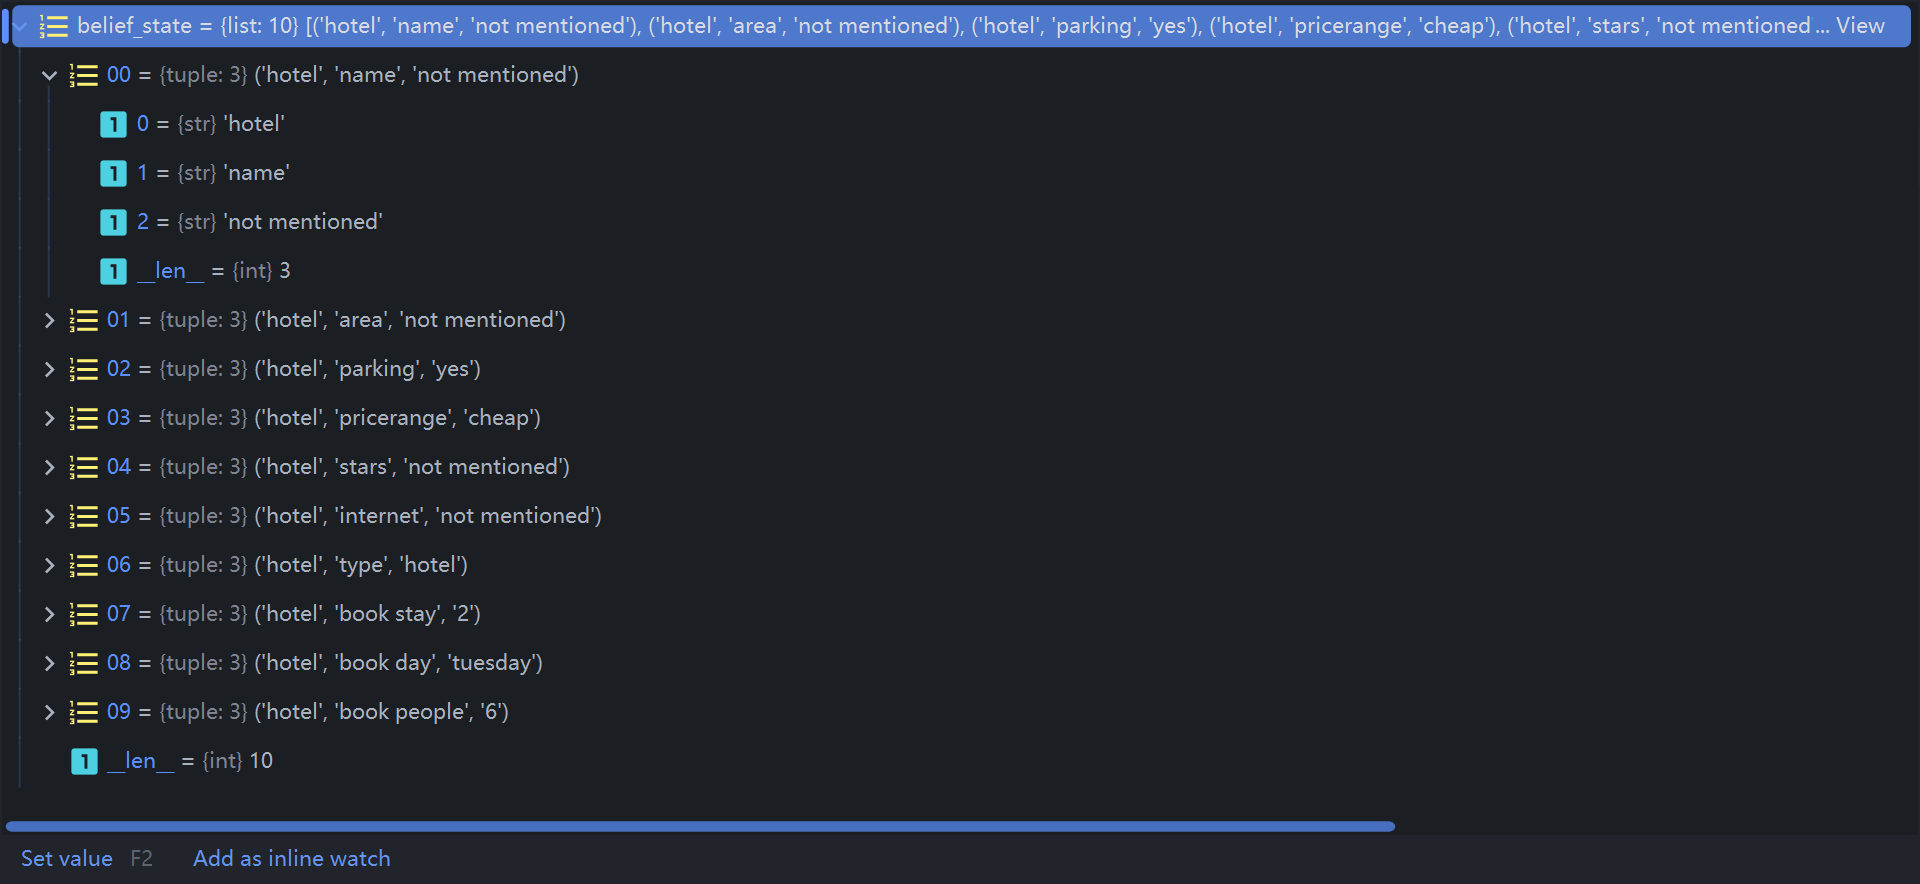 belief_state = {list: 10} [('hotel', 'name', 'not mentioned'), ('hotel', 'area', 'not mentioned'), ('hotel', 'parking', 'yes'), ('hotel', 'pricerange', 'cheap'), ('hotel', 'stars', 'not mentioned'... View
00 = {tuple: 3} ('hotel', 'name', 'not mentioned')
1 0 = {str} 'hotel'
1 1 = {str} 'name'
1 2 = {str} 'not mentioned'
1 __len__ = {int} 3
01 = {tuple: 3} ('hotel', 'area', 'not mentioned')
02 = {tuple: 3} ('hotel', 'parking', 'yes')
03 = {tuple: 3} ('hotel', 'pricerange', 'cheap')
04 = {tuple: 3} ('hotel', 'stars', 'not mentioned')
05 = {tuple: 3} ('hotel', 'internet', 'not mentioned')
06 = {tuple: 3} ('hotel', 'type', 'hotel')
07 = {tuple: 3} ('hotel', 'book stay', '2')
08 = {tuple: 3} ('hotel', 'book day', 'tuesday')
09 = {tuple: 3} ('hotel', 'book people', '6')
1 __len__ = {int} 10
Set value F2 Add as inline watch